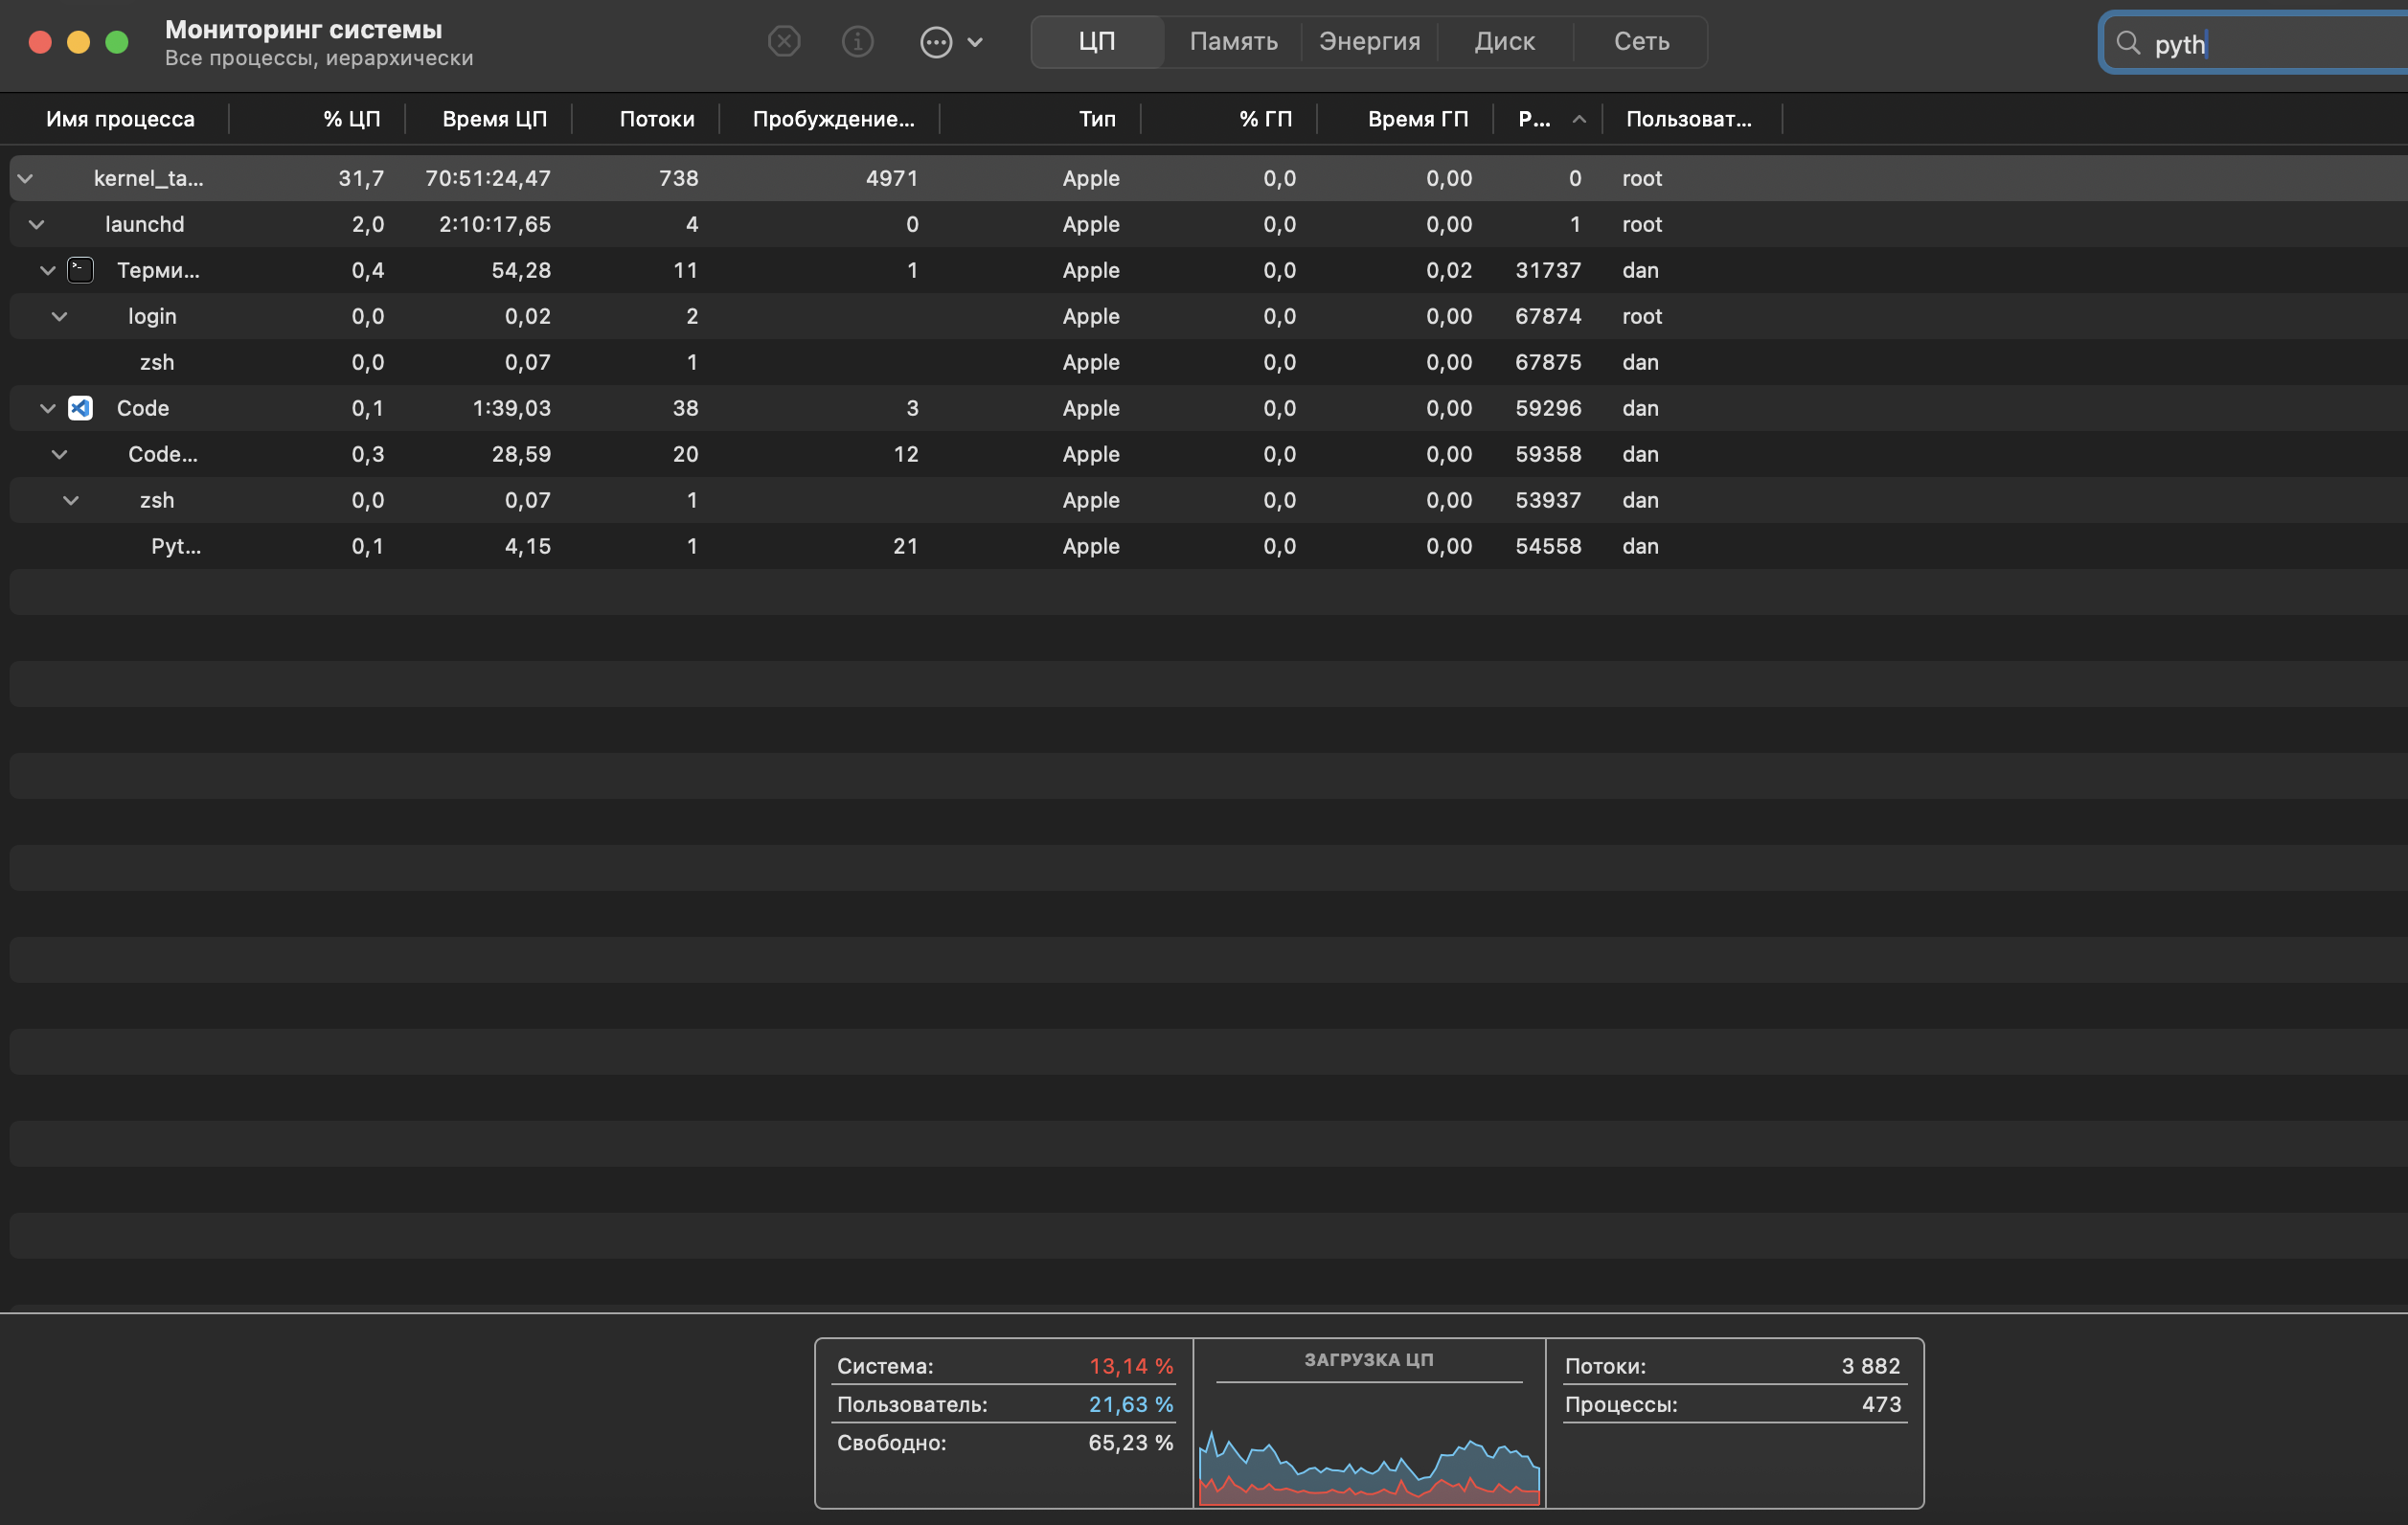 Мониторинг системы
Все процессы, иерархически
ЦП Память Энергия Диск Сеть
pyth
Имя процесса % ЦП Время ЦП Потоки Пробуждение... Тип % ГП Время ГП P... Пользоват...
kernel_ta... 31,7 70:51:24,47 738 4971 Apple 0,0 0,00 0 root
launchd 2,0 2:10:17,65 4 0 Apple 0,0 0,00 1 root
Терми... 0,4 54,28 11 1 Apple 0,0 0,02 31737 dan
login 0,0 0,02 2 Apple 0,0 0,00 67874 root
zsh 0,0 0,07 1 Apple 0,0 0,00 67875 dan
Code 0,1 1:39,03 38 3 Apple 0,0 0,00 59296 dan
Code... 0,3 28,59 20 12 Apple 0,0 0,00 59358 dan
zsh 0,0 0,07 1 Apple 0,0 0,00 53937 dan
Pyt... 0,1 4,15 1 21 Apple 0,0 0,00 54558 dan
Система: 13,14 %
Пользователь: 21,63 %
Свободно: 65,23 %
ЗАГРУЗКА ЦП
Потоки: 3 882
Процессы: 473